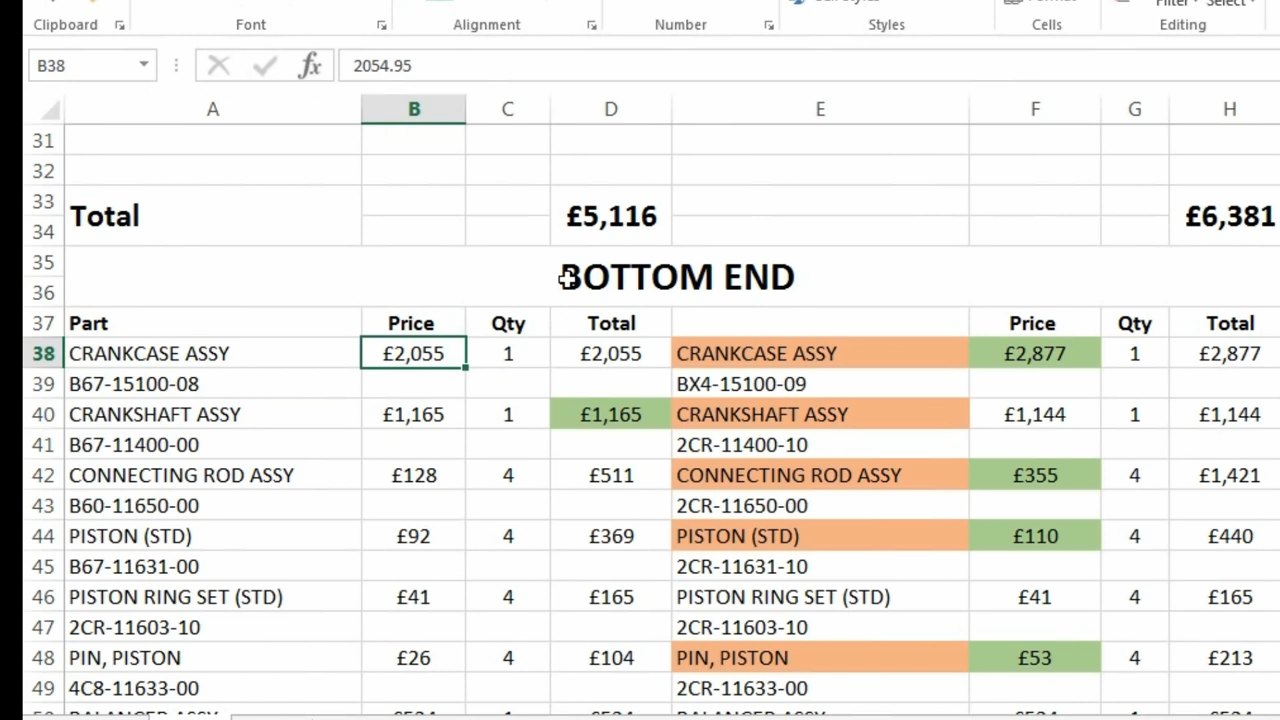 Clipboard Font Alignment Number Styles Cells Editing
B38 fx 2054.95
A B C D E F G H
31
32
33
Total £5,116 £6,381
34
35
BOTTOM END
36
37 Part Price Qty Total Price Qty Total
38 CRANKCASE ASSY £2,055 1 £2,055 CRANKCASE ASSY £2,877 1 £2,877
39 B67-15100-08 BX4-15100-09
40 CRANKSHAFT ASSY £1,165 1 £1,165 CRANKSHAFT ASSY £1,144 1 £1,144
41 B67-11400-00 2CR-11400-10
42 CONNECTING ROD ASSY £128 4 £511 CONNECTING ROD ASSY £355 4 £1,421
43 B60-11650-00 2CR-11650-00
44 PISTON (STD) £92 4 £369 PISTON (STD) £110 4 £440
45 B67-11631-00 2CR-11631-10
46 PISTON RING SET (STD) £41 4 £165 PISTON RING SET (STD) £41 4 £165
47 2CR-11603-10 2CR-11603-10
48 PIN, PISTON £26 4 £104 PIN, PISTON £53 4 £213
49 4C8-11633-00 2CR-11633-00